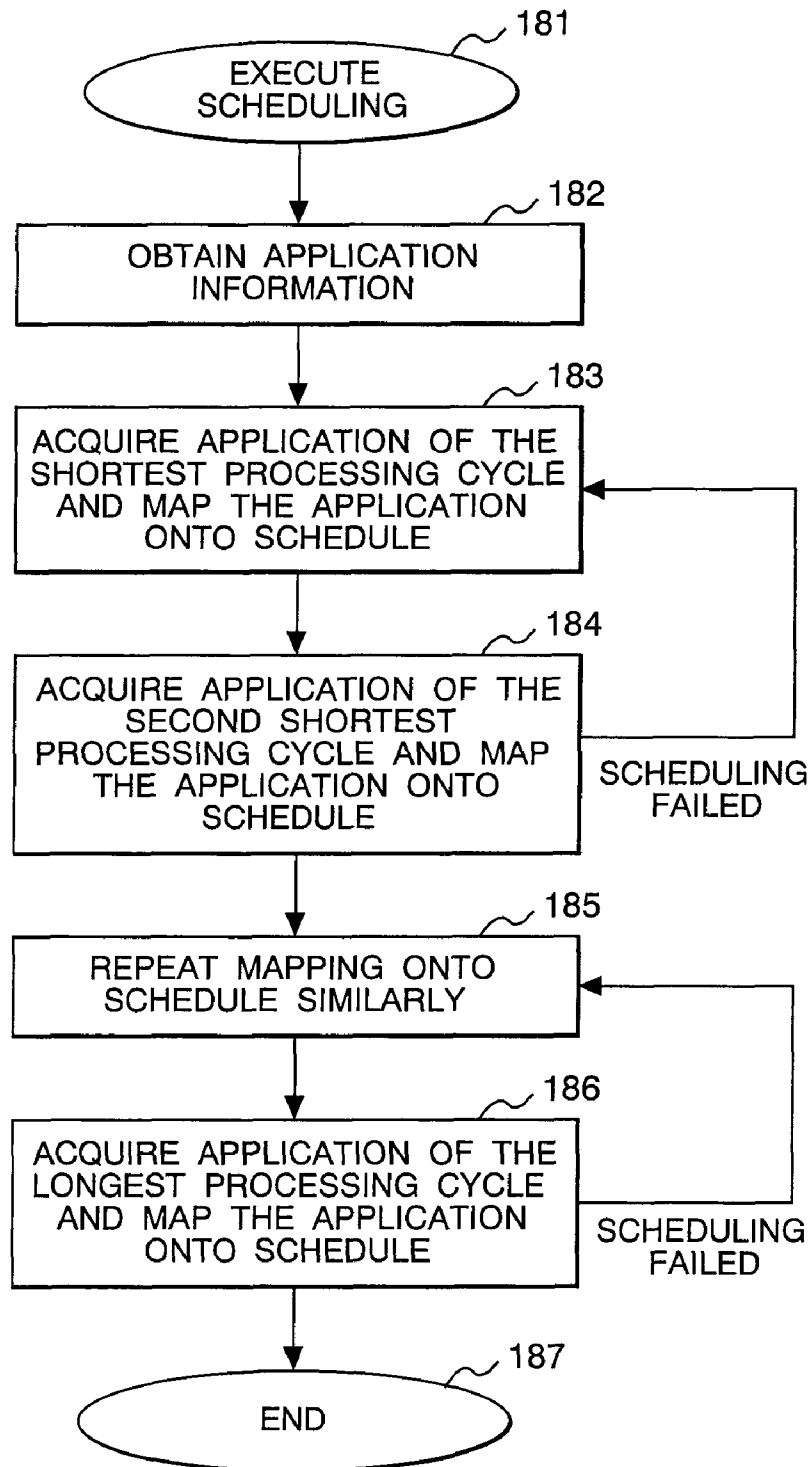 181
EXECUTE
SCHEDULING
182
OBTAIN APPLICATION
INFORMATION
183
ACQUIRE APPLICATION OF THE
SHORTEST PROCESSING CYCLE
AND MAP THE APPLICATION
ONTO SCHEDULE
184
ACQUIRE APPLICATION OF THE
SECOND SHORTEST
PROCESSING CYCLE AND MAP
THE APPLICATION ONTO
SCHEDULE
SCHEDULING
FAILED
185
REPEAT MAPPING ONTO
SCHEDULE SIMILARLY
186
ACQUIRE APPLICATION OF THE
LONGEST PROCESSING CYCLE
AND MAP THE APPLICATION
ONTO SCHEDULE
SCHEDULING
FAILED
187
END